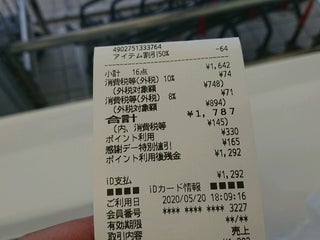 4902751333764
アイテム割引50% -64
小計 16点 ¥1,642
消費税等(外税) 10% ¥74
(外税対象額 ¥748)
消費税等(外税) 8% ¥71
(外税対象額 ¥894)
合計 ¥1,787
(内、消費税等 ¥145)
ポイント利用 ¥330
感謝デー特別値引 ¥165
ポイント利用後残金 ¥1,292
iD支払 ¥1,292
■■■■ iDカード情報 ■■■■
ご利用日 2020/05/20 18:09:16
会員番号 3227
有効期限 **/**
取引内容 売上